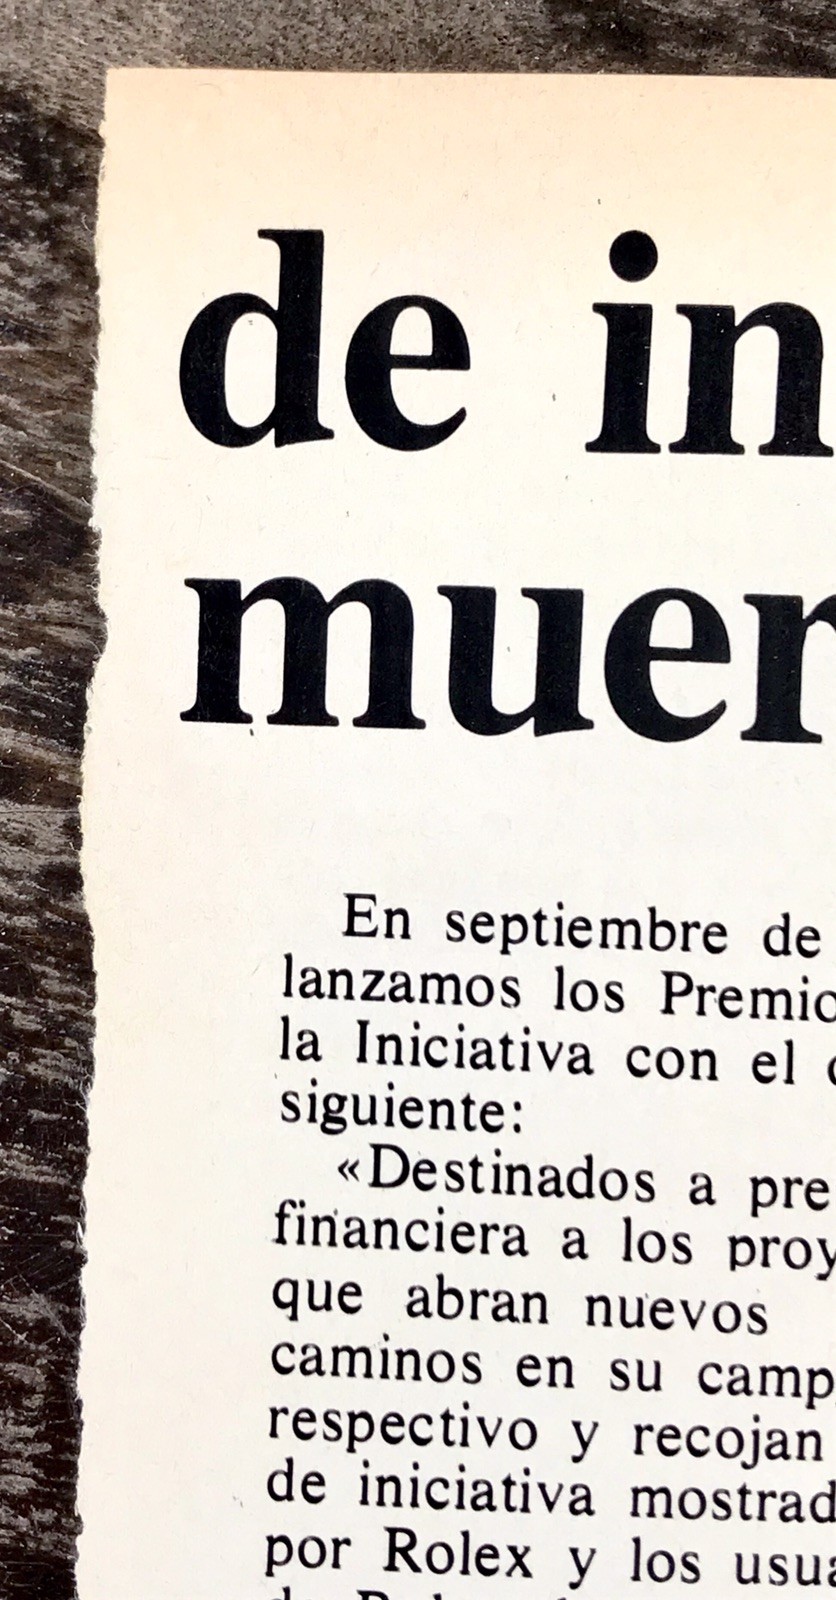 de in
muer
En septiembre de
lanzamos los Premio
la Iniciativa con el
siguiente:
«Destinados a pre
financiera a los proy
que abran nuevos
caminos en su camp
respectivo y recojan
de iniciativa mostrad
por Rolex y los usua